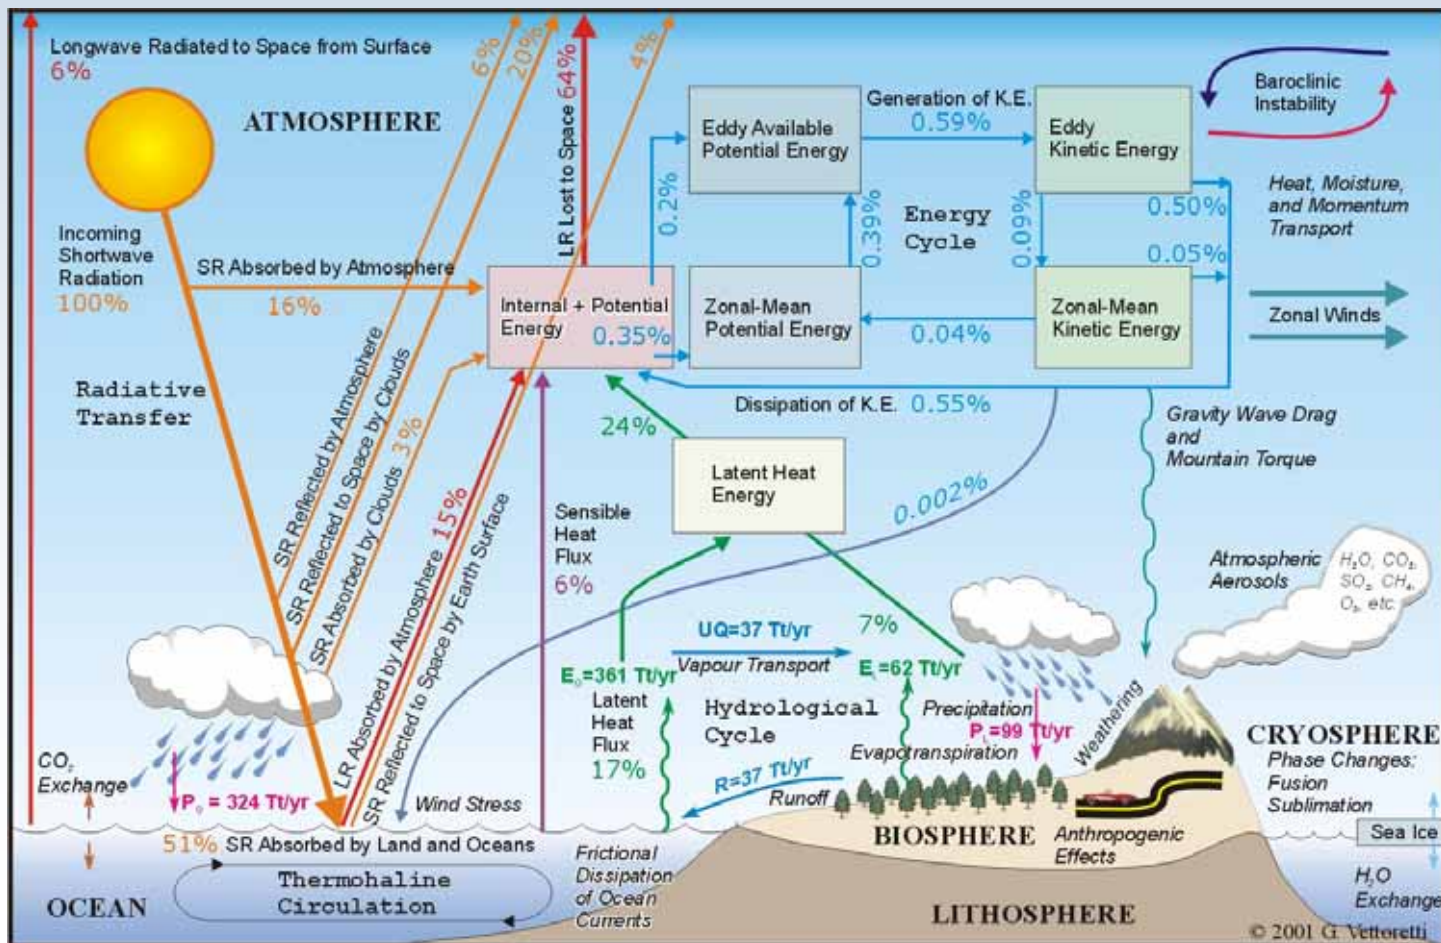 Longwave Radiated to Space from Surface
6%
ATMOSPHERE
6%
20%
LR Lost to Space 64%
4%
Incoming
Shortwave
Radiation
100%
SR Absorbed by Atmosphere
16%
Radiative
Transfer
SR Reflected by Atmosphere
SR Reflected to Space by Clouds
SR Absorbed by Clouds 3%
LR Absorbed by Atmosphere 15%
SR Reflected to Space by Earth Surface
Internal + Potential
Energy
0.35%
0.2%
Eddy Available
Potential Energy
Generation of K.E.
0.59%
Eddy
Kinetic Energy
Baroclinic
Instability
Energy
Cycle
0.39%
0.09%
0.50%
0.05%
Heat, Moisture,
and Momentum
Transport
Zonal-Mean
Potential Energy
0.04%
Zonal-Mean
Kinetic Energy
Zonal Winds
Dissipation of K.E. 0.55%
24%
Latent Heat
Energy
0.002%
Gravity Wave Drag
and
Mountain Torque
Sensible
Heat
Flux
6%
Atmospheric
Aerosols
H₂O, CO₂,
SO₂, CH₄,
O₃, etc.
7%
UQ=37 Tt/yr
Vapour Transport
E₀=361 Tt/yr
Eʟ=62 Tt/yr
Latent
Heat
Flux
17%
Hydrological
Cycle
Precipitation
Pʟ=99 Tt/yr
Weathering
Evapotranspiration
R=37 Tt/yr
Runoff
CO₂
Exchange
P₀ = 324 Tt/yr
Wind Stress
51% SR Absorbed by Land and Oceans
CRYOSPHERE
Phase Changes:
Fusion
Sublimation
Sea Ice
H₂O
Exchange
BIOSPHERE
Anthropogenic
Effects
Frictional
Dissipation
of Ocean
Currents
Thermohaline
Circulation
OCEAN
LITHOSPHERE
© 2001 G. Vettoretti